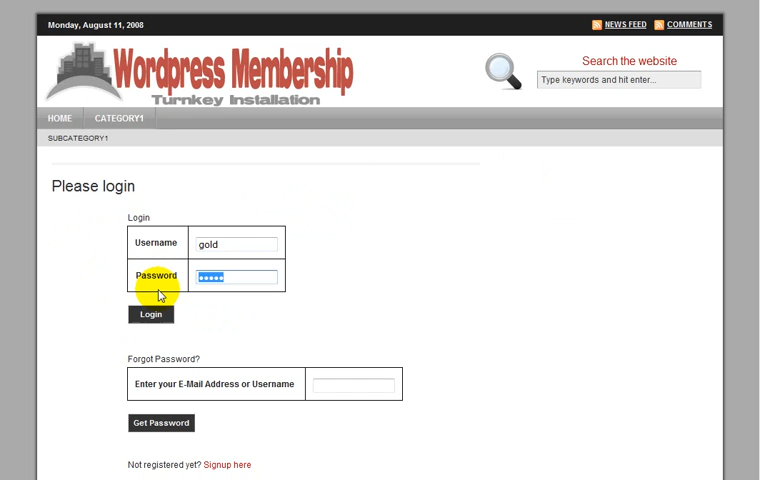 Monday, August 11, 2008
NEWS FEED
COMMENTS
Wordpress Membership
Turnkey Installation
Search the website
Type keywords and hit enter...
HOME
CATEGORY1
SUBCATEGORY1
Please login
Login
Username
gold
Password
•••••
Login
Forgot Password?
Enter your E-Mail Address or Username
Get Password
Not registered yet? Signup here